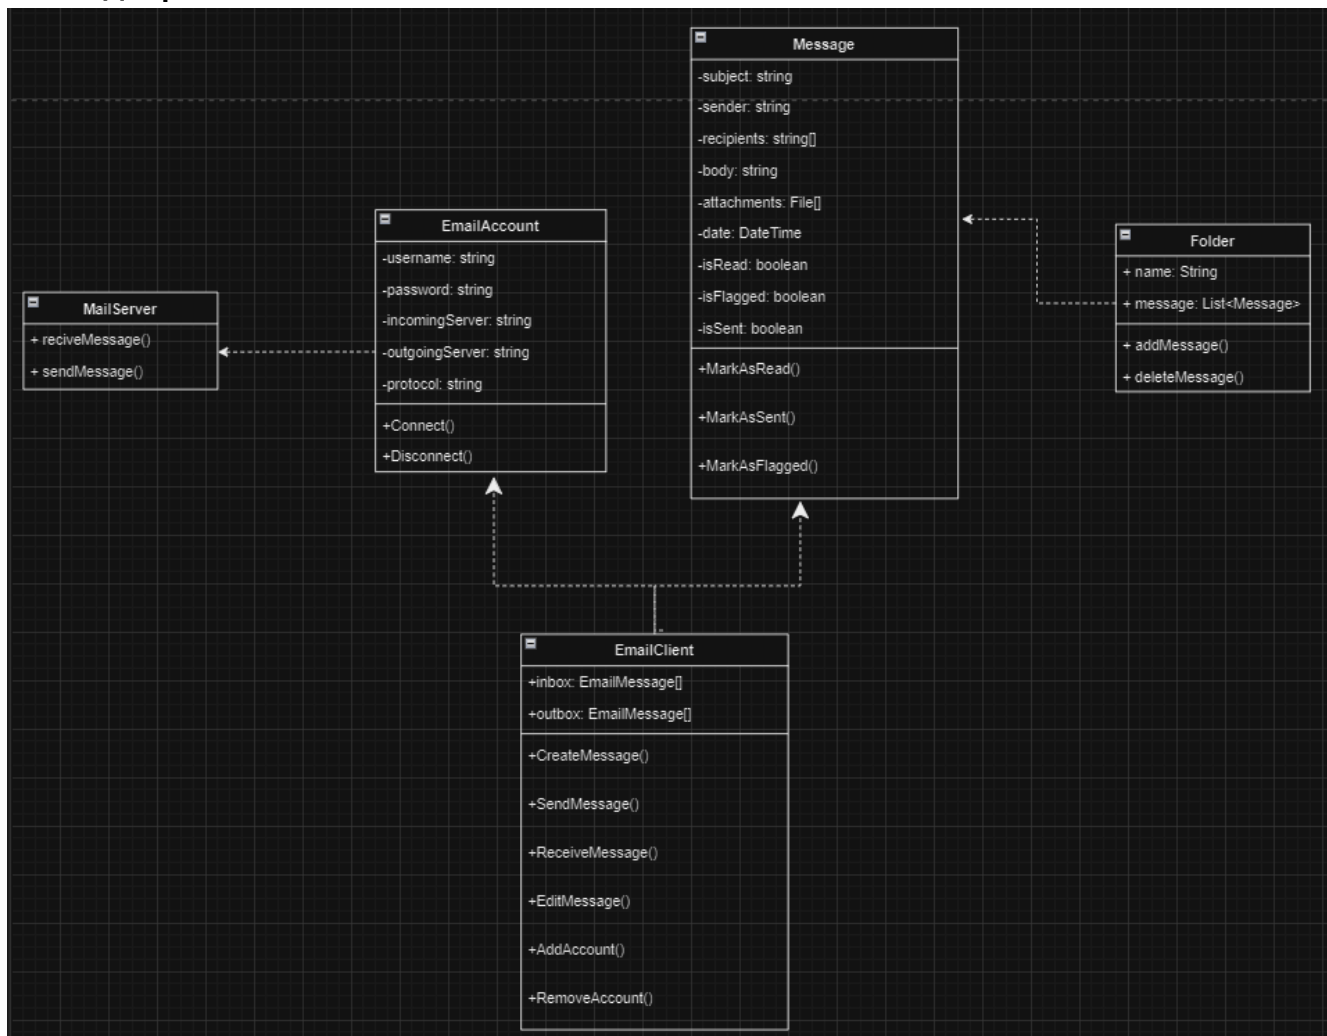 Message
-subject: string
-sender: string
-recipients: string[]
-body: string
-attachments: File[]
-date: DateTime
-isRead: boolean
-isFlagged: boolean
-isSent: boolean
+MarkAsRead()
+MarkAsSent()
+MarkAsFlagged()
EmailAccount
-username: string
-password: string
-incomingServer: string
-outgoingServer: string
-protocol: string
+Connect()
+Disconnect()
Folder
+ name: String
+ message: List<Message>
+ addMessage()
+ deleteMessage()
MailServer
+ reciveMessage()
+ sendMessage()
EmailClient
+inbox: EmailMessage[]
+outbox: EmailMessage[]
+CreateMessage()
+SendMessage()
+ReceiveMessage()
+EditMessage()
+AddAccount()
+RemoveAccount()